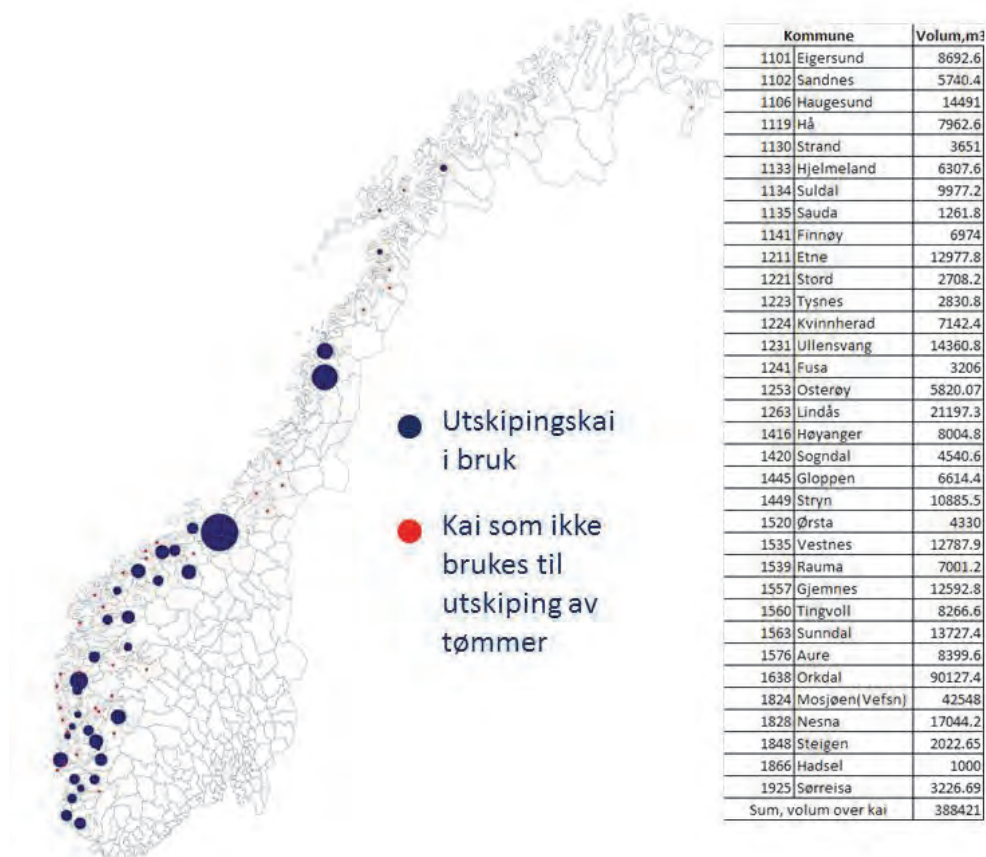 Utskipingskai
i bruk
Kai som ikke
brukes til
utskiping av
tømmer
Kommune Volum,m3
1101 Eigersund 8692.6
1102 Sandnes 5740.4
1106 Haugesund 14491
1119 Hå 7962.6
1130 Strand 3651
1133 Hjelmeland 6307.6
1134 Suldal 9977.2
1135 Sauda 1261.8
1141 Finnøy 6974
1211 Etne 12977.8
1221 Stord 2708.2
1223 Tysnes 2830.8
1224 Kvinnherad 7142.4
1231 Ullensvang 14360.8
1241 Fusa 3206
1253 Osterøy 5820.07
1263 Lindås 21197.3
1416 Høyanger 8004.8
1420 Sogndal 4540.6
1445 Gloppen 6614.4
1449 Stryn 10885.5
1520 Ørsta 4330
1535 Vestnes 12787.9
1539 Rauma 7001.2
1557 Gjemnes 12592.8
1560 Tingvoll 8266.6
1563 Sunndal 13727.4
1576 Aure 8399.6
1638 Orkdal 90127.4
1824 Mosjøen(Vefsn) 42548
1828 Nesna 17044.2
1848 Steigen 2022.65
1866 Hadsel 1000
1925 Sørreisa 3226.69
Sum, volum over kai 388421